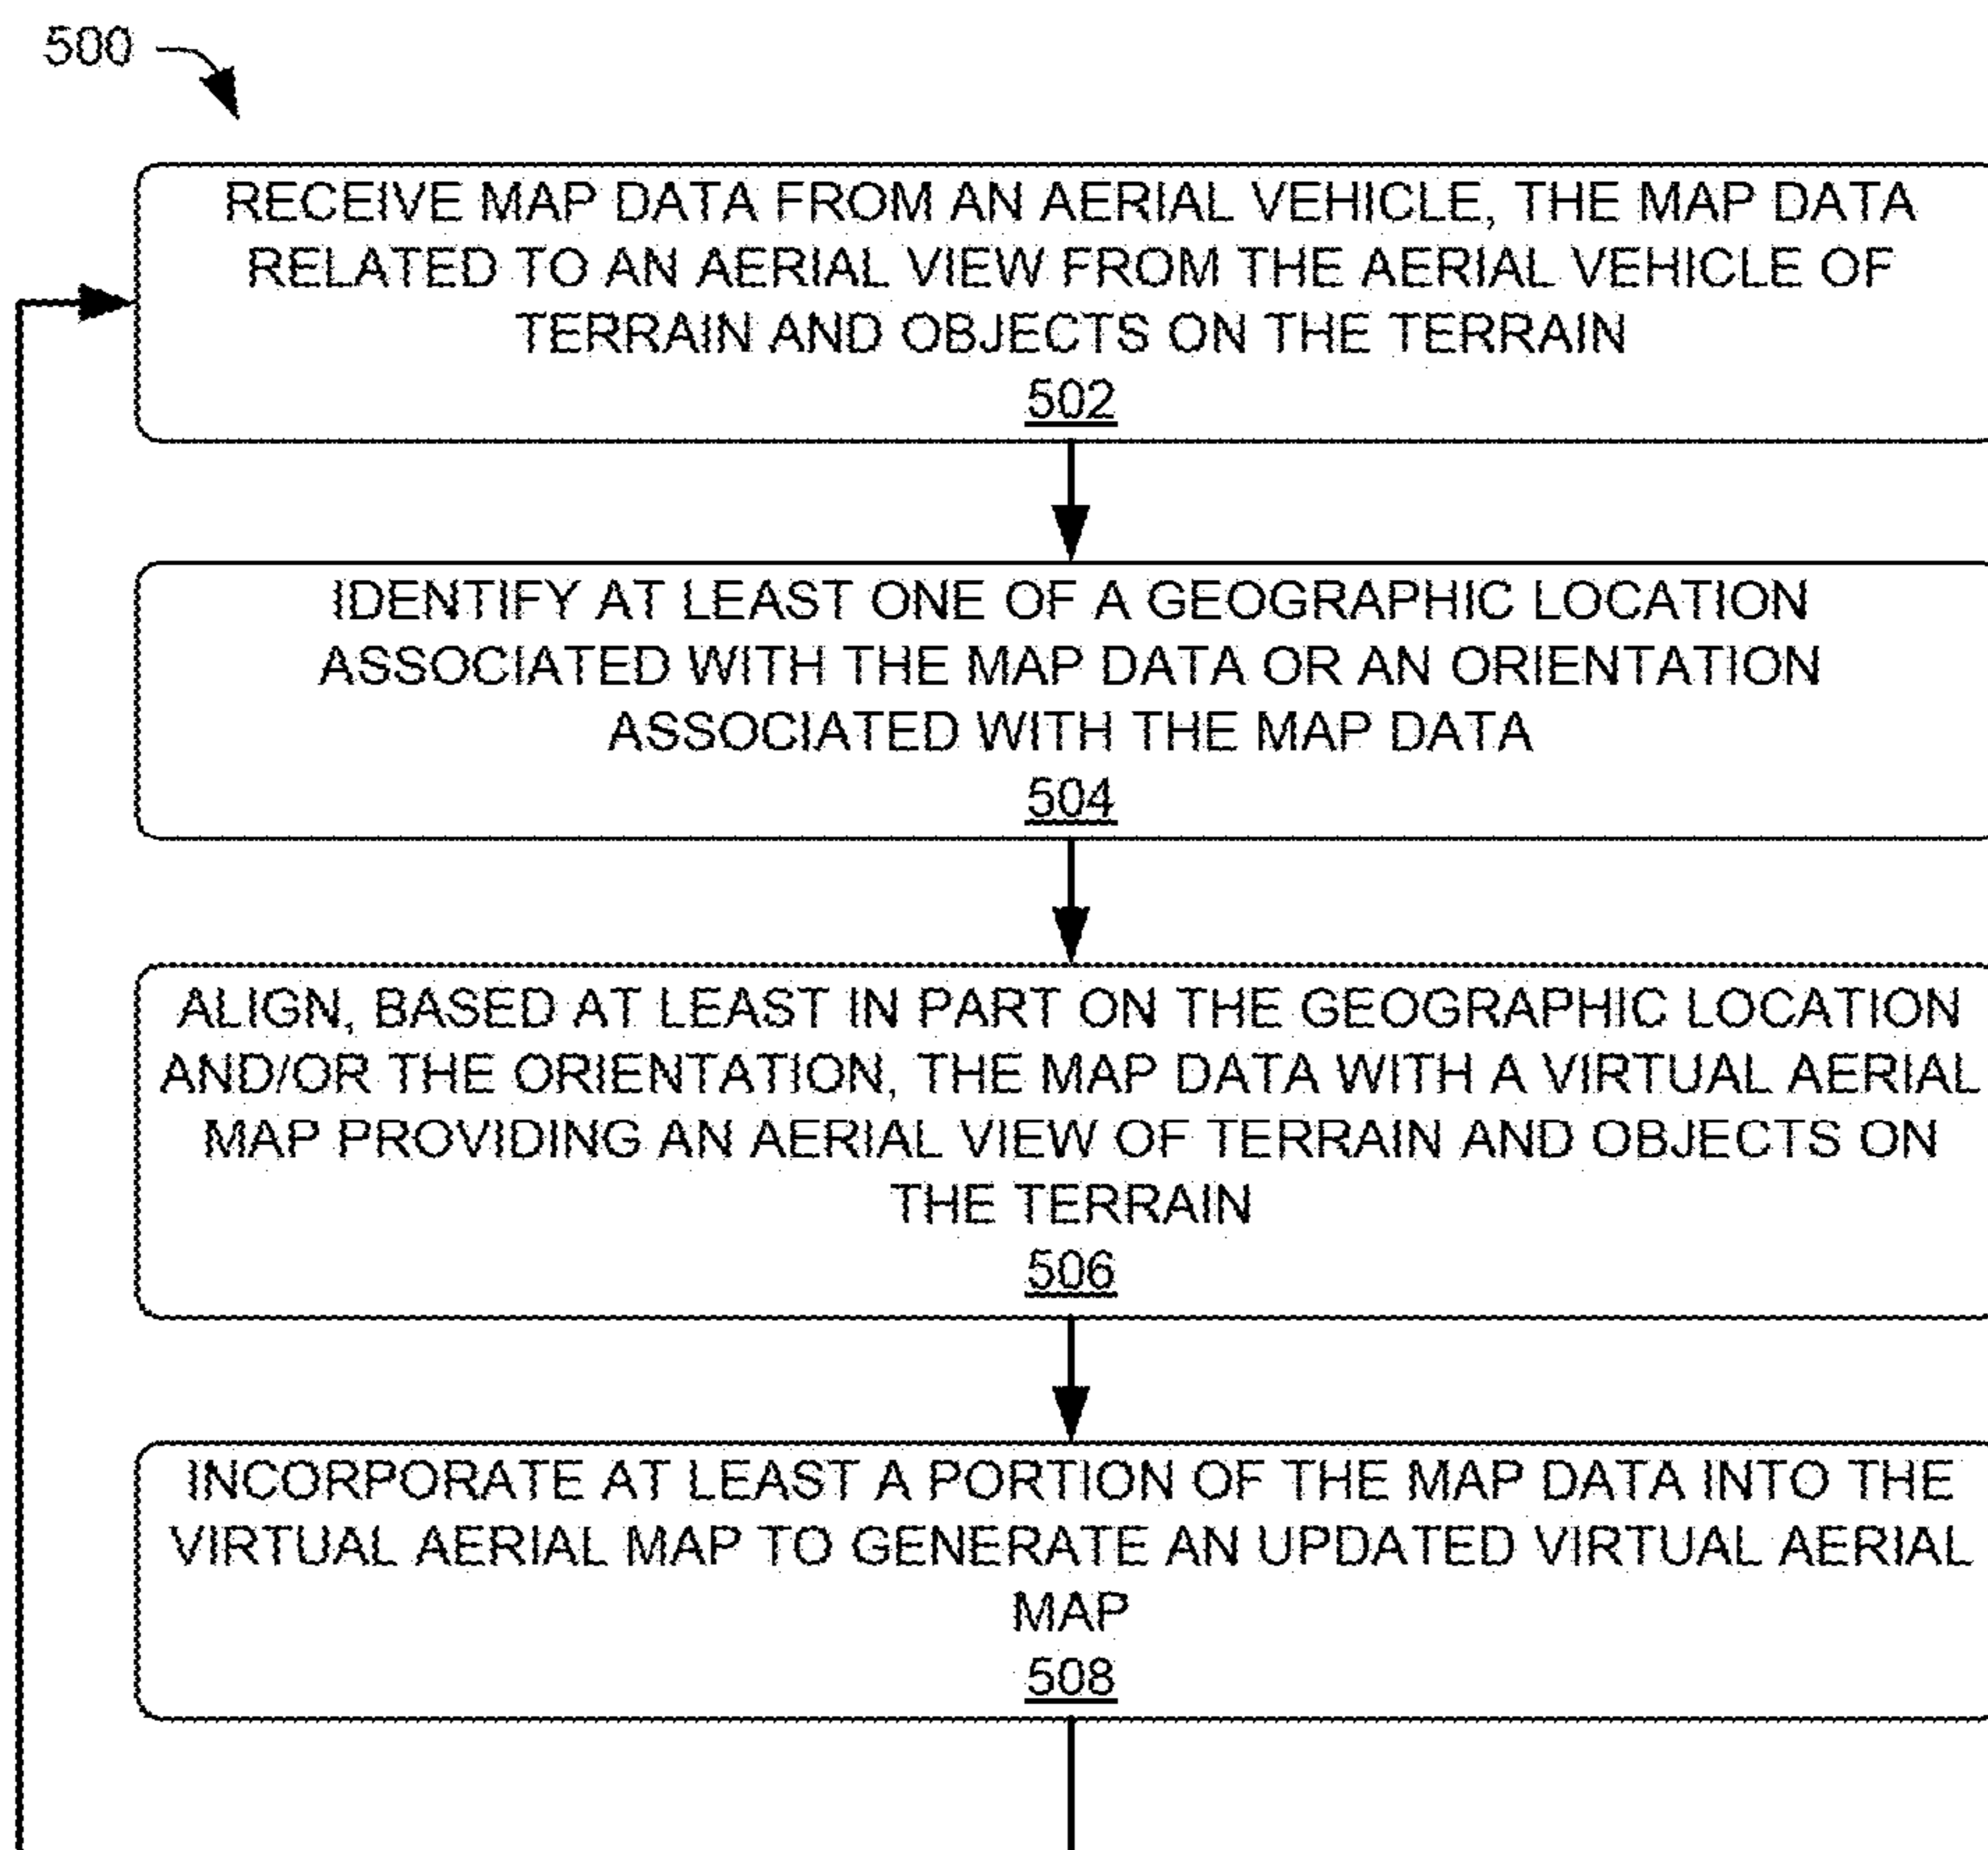 500
RECEIVE MAP DATA FROM AN AERIAL VEHICLE, THE MAP DATA
RELATED TO AN AERIAL VIEW FROM THE AERIAL VEHICLE OF
TERRAIN AND OBJECTS ON THE TERRAIN
502
IDENTIFY AT LEAST ONE OF A GEOGRAPHIC LOCATION
ASSOCIATED WITH THE MAP DATA OR AN ORIENTATION
ASSOCIATED WITH THE MAP DATA
504
ALIGN, BASED AT LEAST IN PART ON THE GEOGRAPHIC LOCATION
AND/OR THE ORIENTATION, THE MAP DATA WITH A VIRTUAL AERIAL
MAP PROVIDING AN AERIAL VIEW OF TERRAIN AND OBJECTS ON
THE TERRAIN
506
INCORPORATE AT LEAST A PORTION OF THE MAP DATA INTO THE
VIRTUAL AERIAL MAP TO GENERATE AN UPDATED VIRTUAL AERIAL
MAP
508